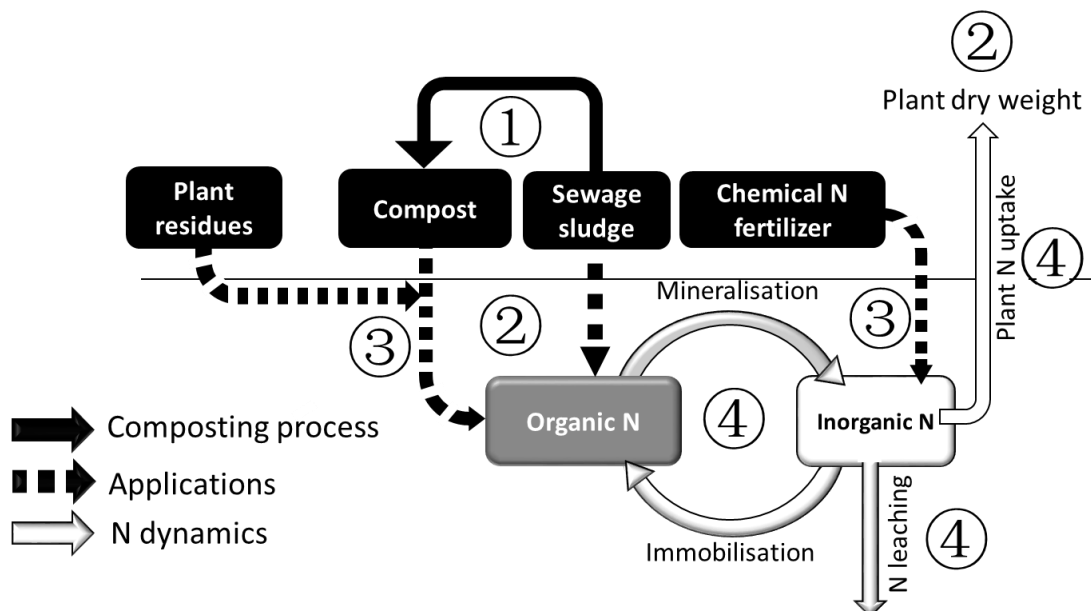 ②
Plant dry weight
①
Plant
residues
Compost
Sewage
sludge
Chemical N
fertilizer
Plant N uptake
④
Mineralisation
②
③
③
Organic N
④
Inorganic N
Composting process
Applications
N dynamics
Immobilisation
N leaching
④